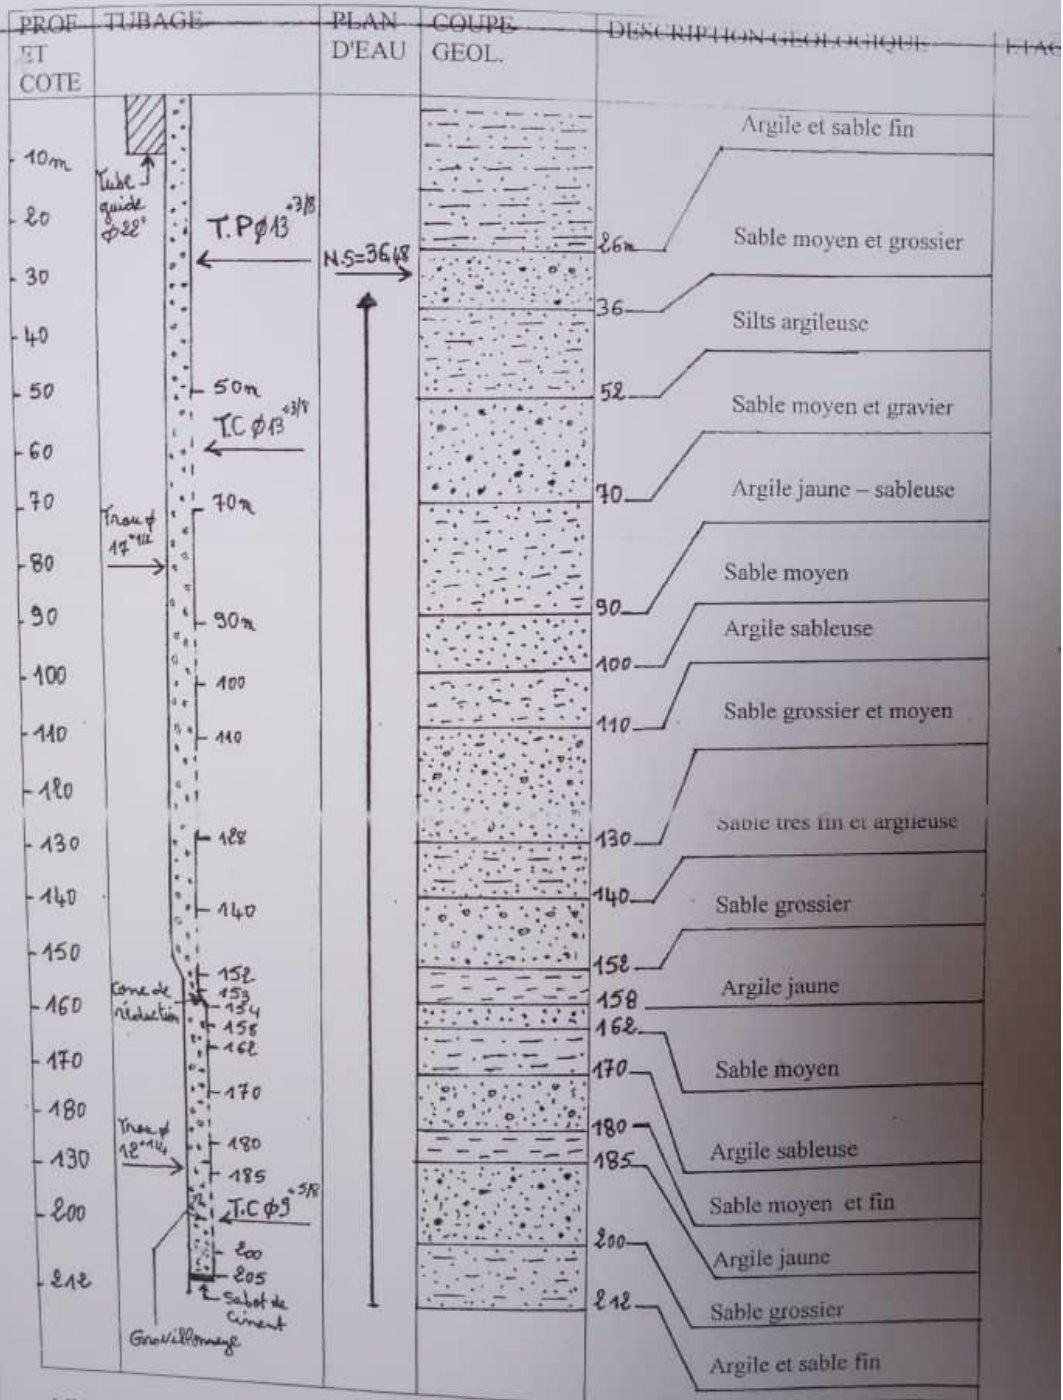 PROF ET COTE
TUBAGE
PLAN D'EAU
COUPE GEOL.
DESCRIPTION GEOLOGIQUE
10m
20
30
40
50
60
70
80
90
100
110
120
130
140
150
160
170
180
130
200
212
Tube
guide
φ22"
T.P φ13"3/8
50m
T.C φ13"3/8
70m
Trou φ
17"1/2
90m
100
110
128
140
152
153
154
158
162
170
180
185
Cone de
réduction
Trou φ
12"1/4
T.C φ9"5/8
200
205
Sabot de
ciment
Gravillonnage
N.S=36,48
26m
36
52
70
90
100
110
130
140
152
158
162
170
180
185
200
212
Argile et sable fin
Sable moyen et grossier
Silts argileuse
Sable moyen et gravier
Argile jaune – sableuse
Sable moyen
Argile sableuse
Sable grossier et moyen
Sable tres fin et argileuse
Sable grossier
Argile jaune
Sable moyen
Argile sableuse
Sable moyen et fin
Argile jaune
Sable grossier
Argile et sable fin